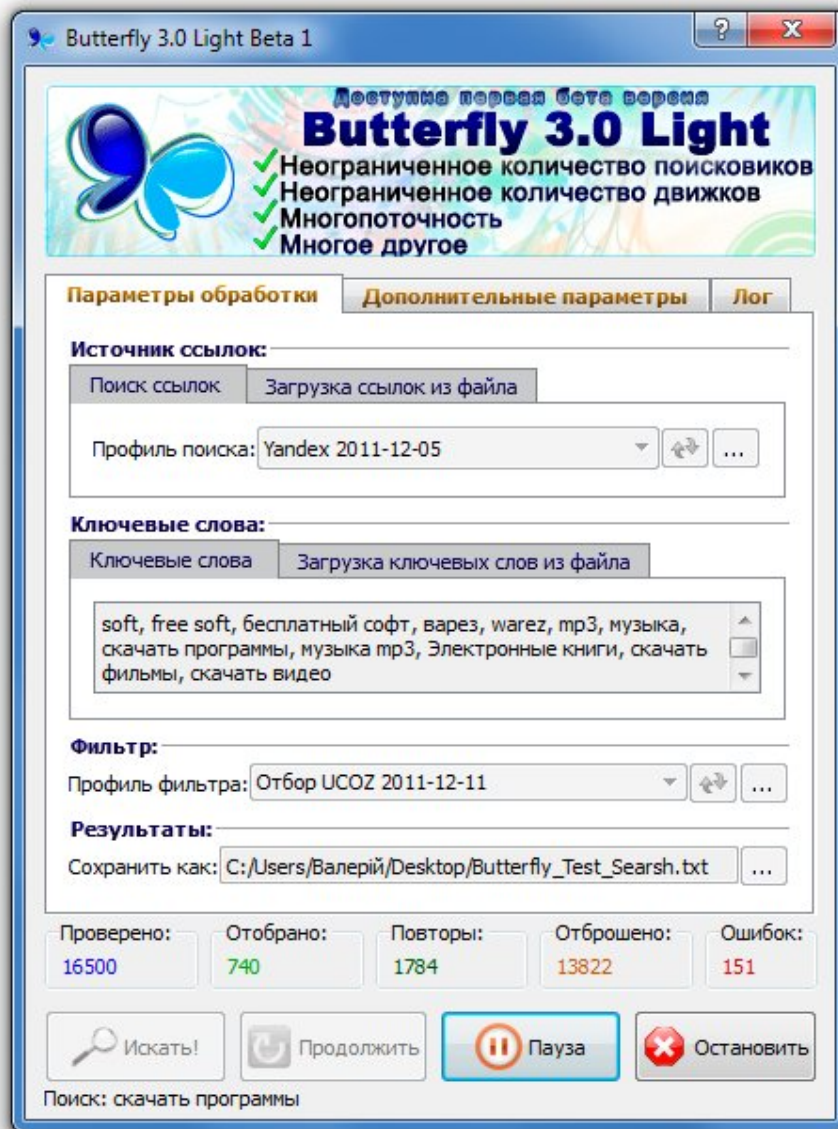 Butterfly 3.0 Light Beta 1
?
Доступна первая бета версия
Butterfly 3.0 Light
Неограниченное количество поисковиков
Неограниченное количество движков
Многопоточность
Многое другое
Параметры обработки Дополнительные параметры Лог
Источник ссылок:
Поиск ссылок Загрузка ссылок из файла
Профиль поиска: Yandex 2011-12-05 ...
Ключевые слова:
Ключевые слова Загрузка ключевых слов из файла
soft, free soft, бесплатный софт, варез, warez, mp3, музыка,
скачать программы, музыка mp3, Электронные книги, скачать
фильмы, скачать видео
Фильтр:
Профиль фильтра: Отбор UCOZ 2011-12-11 ...
Результаты:
Сохранить как: C:/Users/Валерій/Desktop/Butterfly_Test_Searsh.txt ...
Проверено: Отобрано: Повторы: Отброшено: Ошибок:
16500 740 1784 13822 151
Искать! Продолжить Пауза Остановить
Поиск: скачать программы